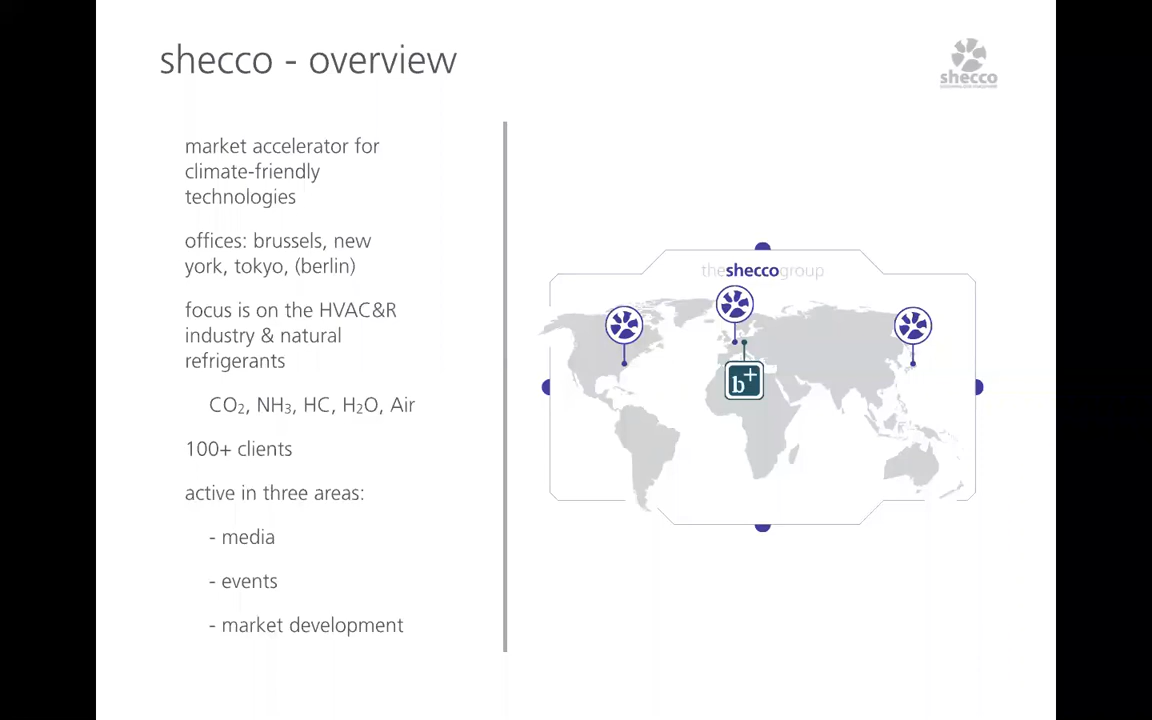 shecco - overview
shecco
market accelerator for
climate-friendly
technologies
offices: brussels, new
york, tokyo, (berlin)
focus is on the HVAC&R
industry & natural
refrigerants
CO₂, NH₃, HC, H₂O, Air
100+ clients
active in three areas:
- media
- events
- market development
thesheccogroup
b+